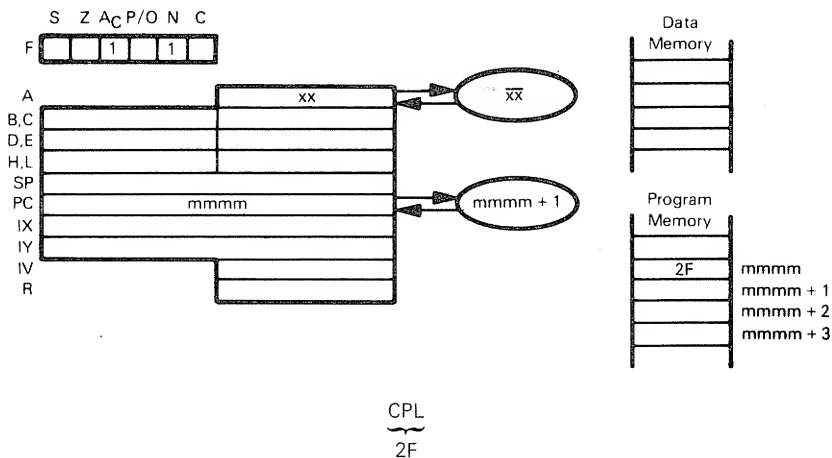 S Z AC P/O N C
F 1 1
A xx x̅x̅
B,C
D,E
H,L
SP
PC mmmm mmmm + 1
IX
IY
IV
R
Data
Memory
Program
Memory
2F mmmm
mmmm + 1
mmmm + 2
mmmm + 3
CPL
2F